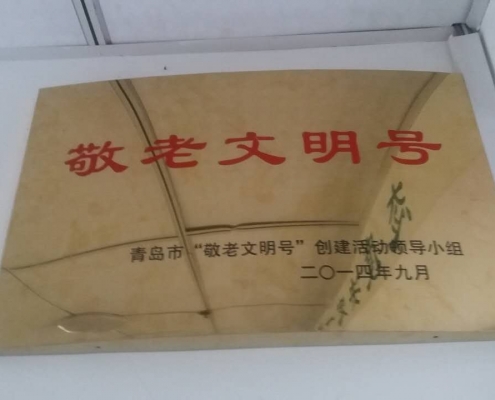 敬老文明号
青岛市“敬老文明号”创建活动领导小组
二〇一四年九月